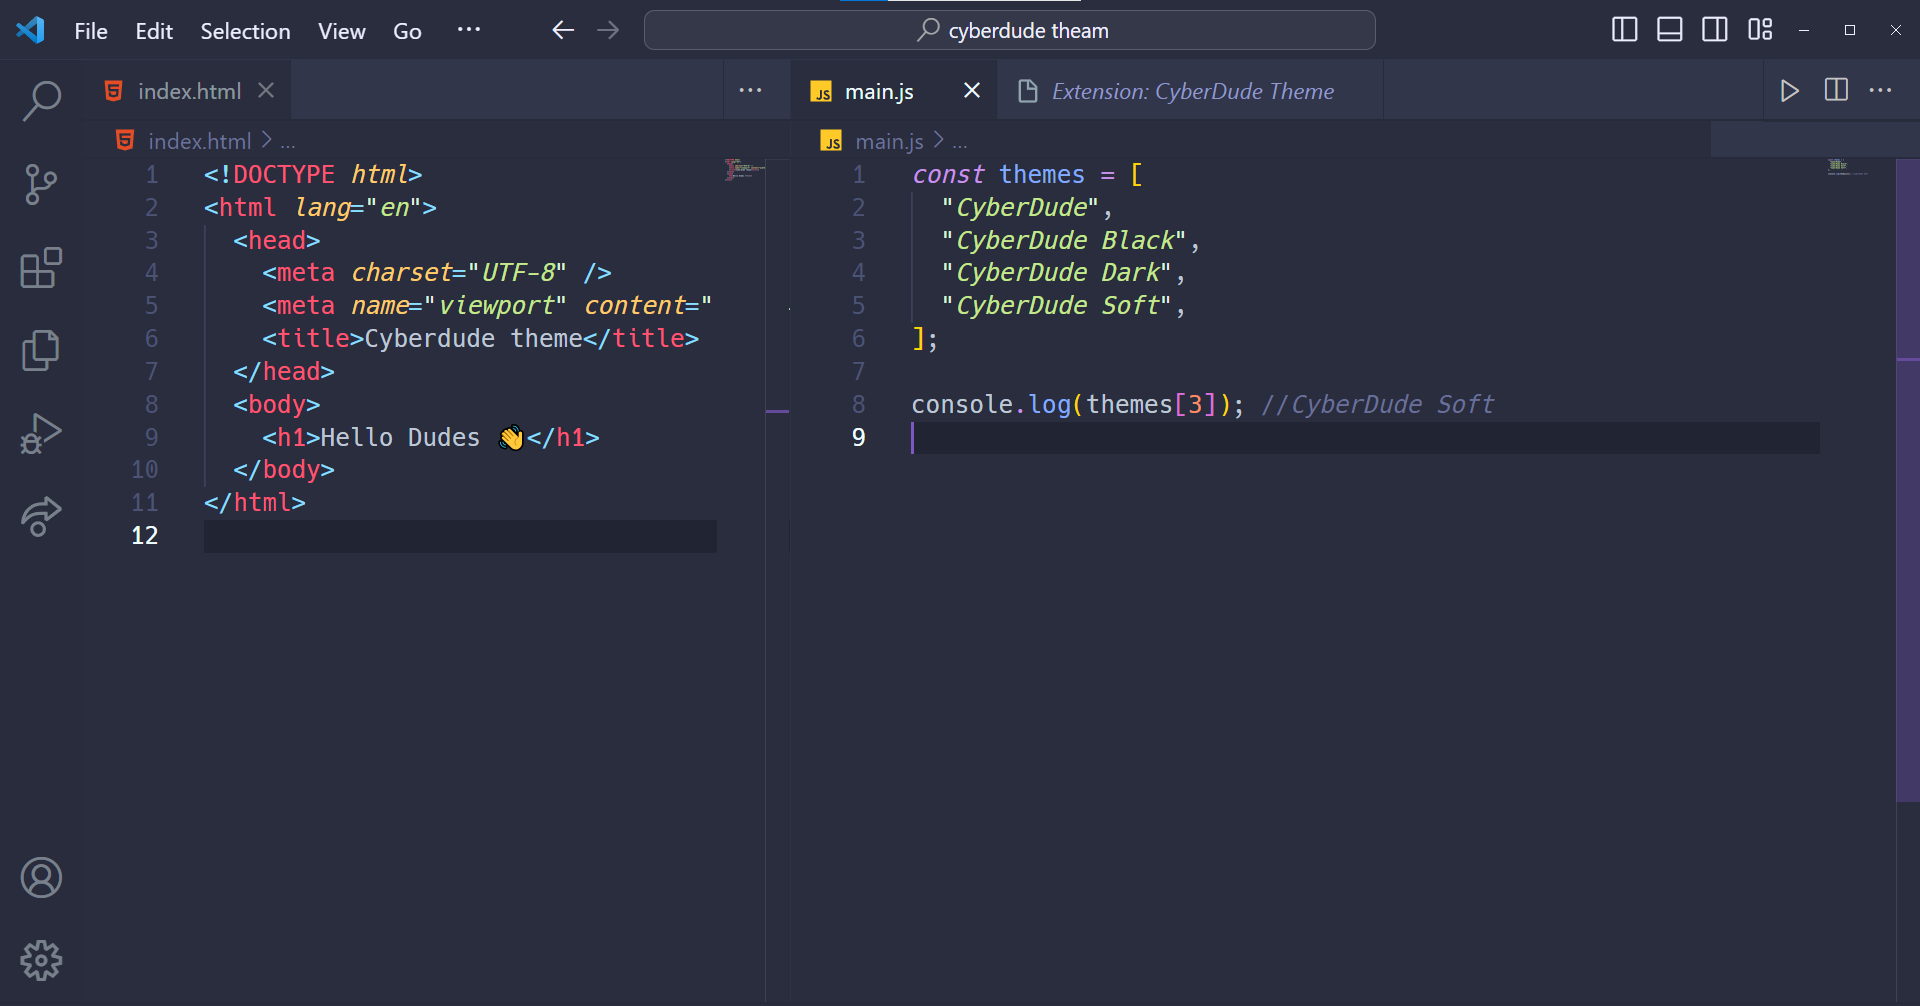 File Edit Selection View Go ··· cyberdude theam
index.html
index.html > ...
1 <!DOCTYPE html>
2 <html lang="en">
3 <head>
4 <meta charset="UTF-8" />
5 <meta name="viewport" content="
6 <title>Cyberdude theme</title>
7 </head>
8 <body>
9 <h1>Hello Dudes 👋</h1>
10 </body>
11 </html>
12
JS main.js Extension: CyberDude Theme
JS main.js > ...
1 const themes = [
2 "CyberDude",
3 "CyberDude Black",
4 "CyberDude Dark",
5 "CyberDude Soft",
6 ];
7
8 console.log(themes[3]); //CyberDude Soft
9